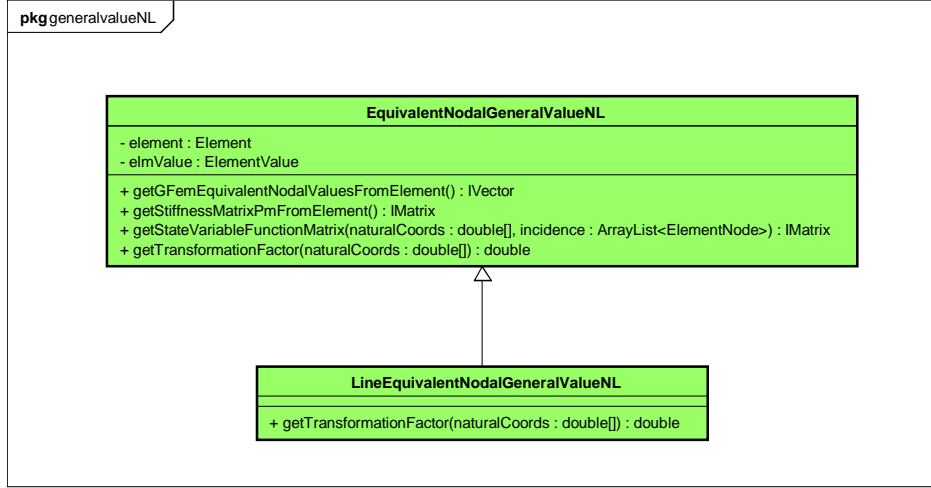 pkg generalvalueNL
EquivalentNodalGeneralValueNL
- element : Element
- elmValue : ElementValue
+ getGFemEquivalentNodalValuesFromElement() : IVector
+ getStiffnessMatrixPmFromElement() : IMatrix
+ getStateVariableFunctionMatrix(naturalCoords : double[], incidence : ArrayList<ElementNode>) : IMatrix
+ getTransformationFactor(naturalCoords : double[]) : double
LineEquivalentNodalGeneralValueNL
+ getTransformationFactor(naturalCoords : double[]) : double